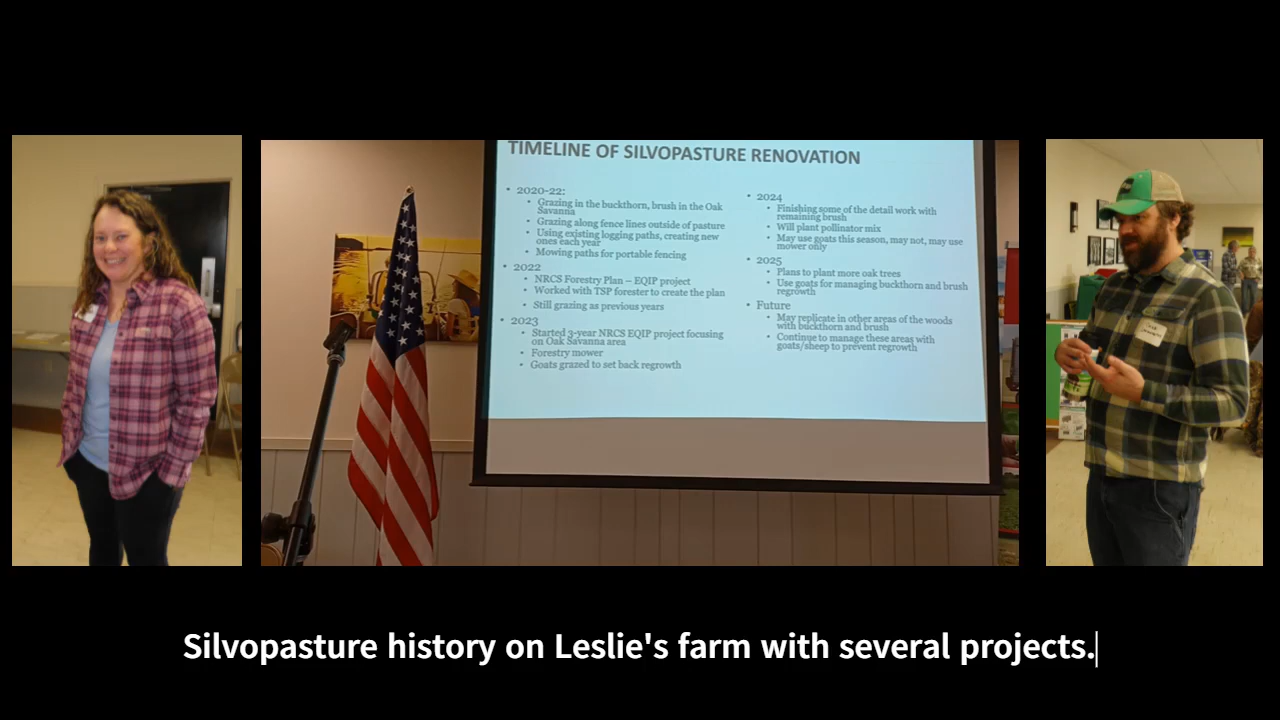 TIMELINE OF SILVOPASTURE RENOVATION
• 2020-22:
• Grazing in the buckthorn, brush in the Oak
Savanna
• Grazing along fence lines outside of pasture
• Using existing logging paths, creating new
ones each year
• Mowing paths for portable fencing
• 2022
• NRCS Forestry Plan – EQIP project
• Worked with TSP forester to create the plan
• Still grazing as previous years
• 2023
• Started 3-year NRCS EQIP project focusing
on Oak Savanna area
• Forestry mower
• Goats grazed to set back regrowth
• 2024
• Finishing some of the detail work with
remaining brush
• Will plant pollinator mix
• May use goats this season, may not, may use
mower only
• 2025
• Plans to plant more oak trees
• Use goats for managing buckthorn and brush
regrowth
• Future
• May replicate in other areas of the woods
with buckthorn and brush
• Continue to manage these areas with
goats/sheep to prevent regrowth
Silvopasture history on Leslie's farm with several projects.